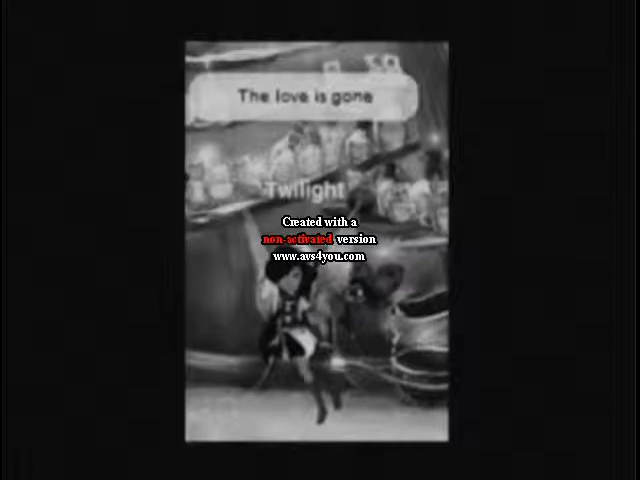 The love is gone
Twilight
Created with a
non-activated version
www.avs4you.com